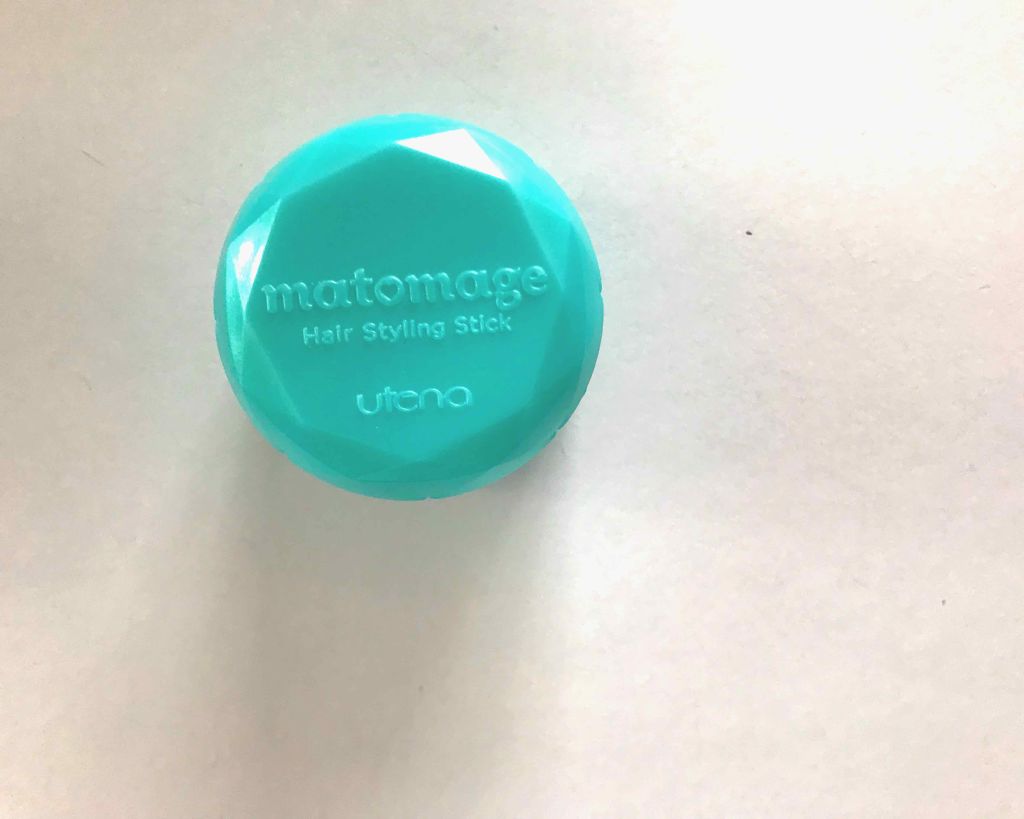 matomage
Hair Styling Stick
utena